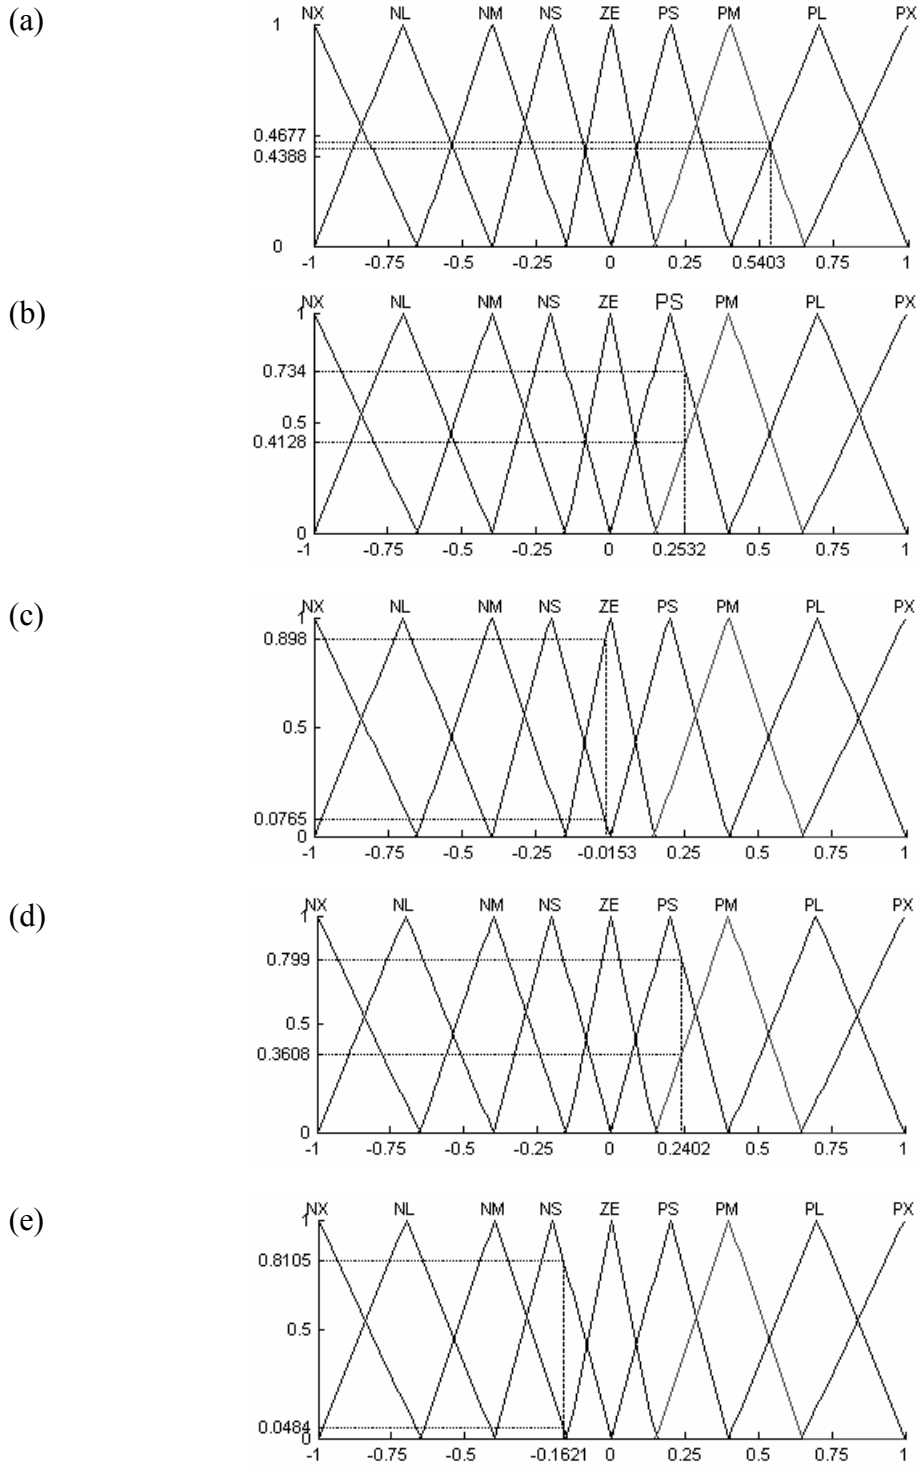 (a)
NX NL NM NS ZE PS PM PL PX
1
0.4677
0.4388
0
-1 -0.75 -0.5 -0.25 0 0.25 0.5403 0.75 1
(b)
NX NL NM NS ZE PS PM PL PX
1
0.734
0.5
0.4128
0
-1 -0.75 -0.5 -0.25 0 0.2532 0.5 0.75 1
(c)
NX NL NM NS ZE PS PM PL PX
1
0.898
0.5
0.0765
0
-1 -0.75 -0.5 -0.25 -0.0153 0.25 0.5 0.75 1
(d)
NX NL NM NS ZE PS PM PL PX
1
0.799
0.5
0.3608
0
-1 -0.75 -0.5 -0.25 0 0.2402 0.5 0.75 1
(e)
NX NL NM NS ZE PS PM PL PX
1
0.8105
0.5
0.0484
0
-1 -0.75 -0.5 -0.1621 0 0.25 0.5 0.75 1